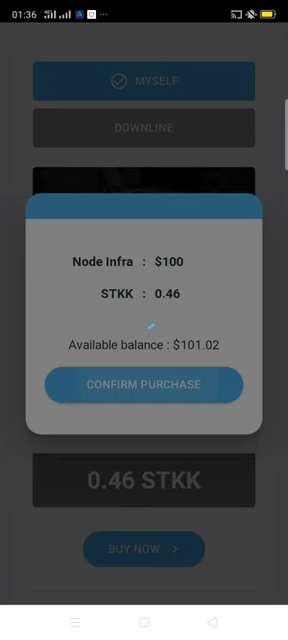 01:36
MYSELF
DOWNLINE
Node Infra : $100
STKK : 0.46
Available balance : $101.02
CONFIRM PURCHASE
0.46 STKK
BUY NOW